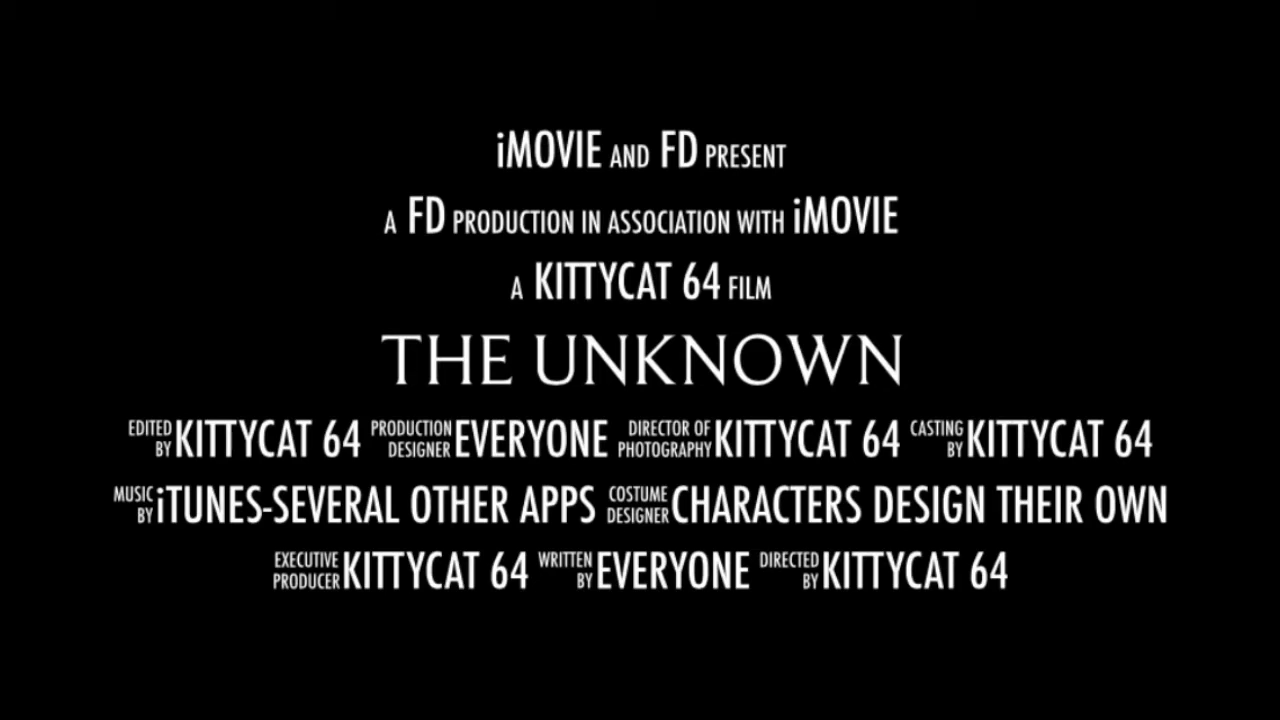 iMOVIE AND FD PRESENT
A FD PRODUCTION IN ASSOCIATION WITH iMOVIE
A KITTYCAT 64 FILM
THE UNKNOWN
EDITED BY KITTYCAT 64 PRODUCTION DESIGNER EVERYONE DIRECTOR OF PHOTOGRAPHY KITTYCAT 64 CASTING BY KITTYCAT 64
MUSIC BY iTUNES-SEVERAL OTHER APPS COSTUME DESIGNER CHARACTERS DESIGN THEIR OWN
EXECUTIVE PRODUCER KITTYCAT 64 WRITTEN BY EVERYONE DIRECTED BY KITTYCAT 64